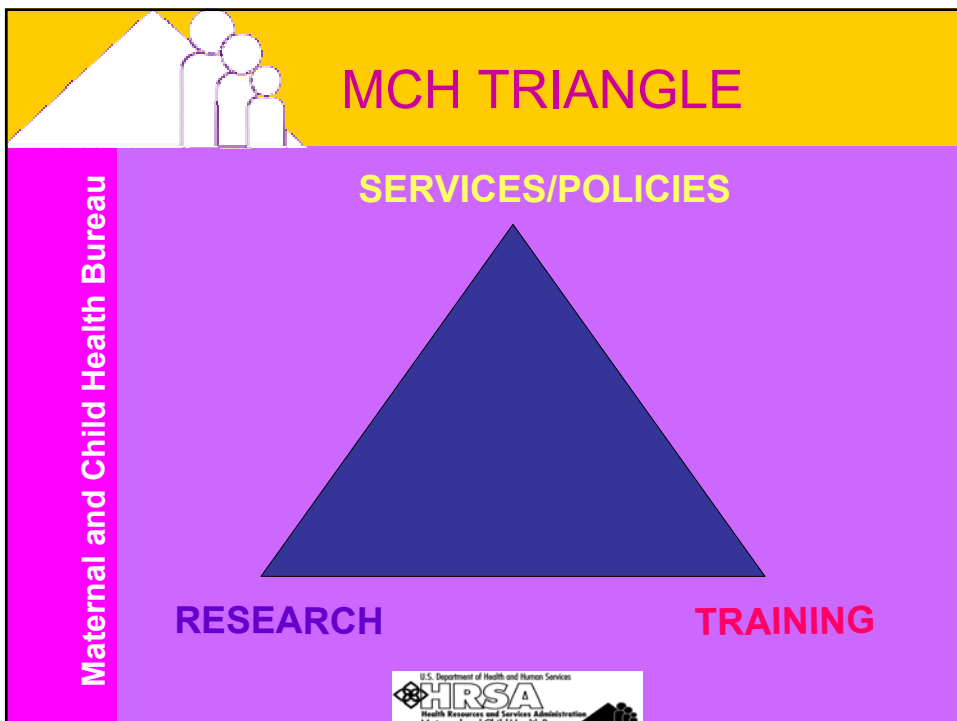 MCH TRIANGLE
Maternal and Child Health Bureau
SERVICES/POLICIES
RESEARCH
TRAINING
U.S. Department of Health and Human Services
HRSA
Health Resources and Services Administration